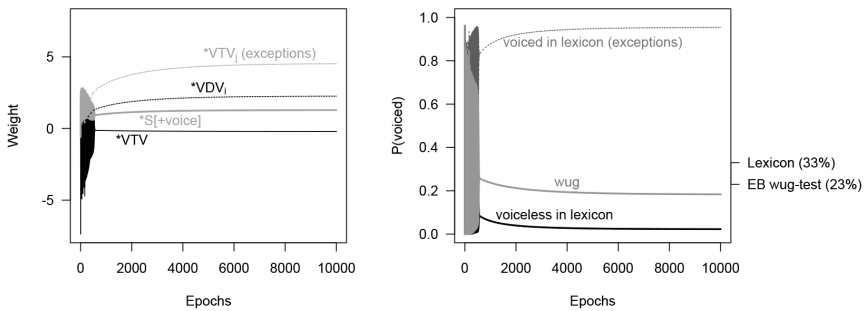 Weight
5
0
-5
*VTVj (exceptions)
*VDVi
*S[+voice]
*VTV
0 2000 4000 6000 8000 10000
Epochs
P(voiced)
1.0
0.8
0.6
0.4
0.2
0.0
voiced in lexicon (exceptions)
wug
voiceless in lexicon
Lexicon (33%)
EB wug-test (23%)
0 2000 4000 6000 8000 10000
Epochs